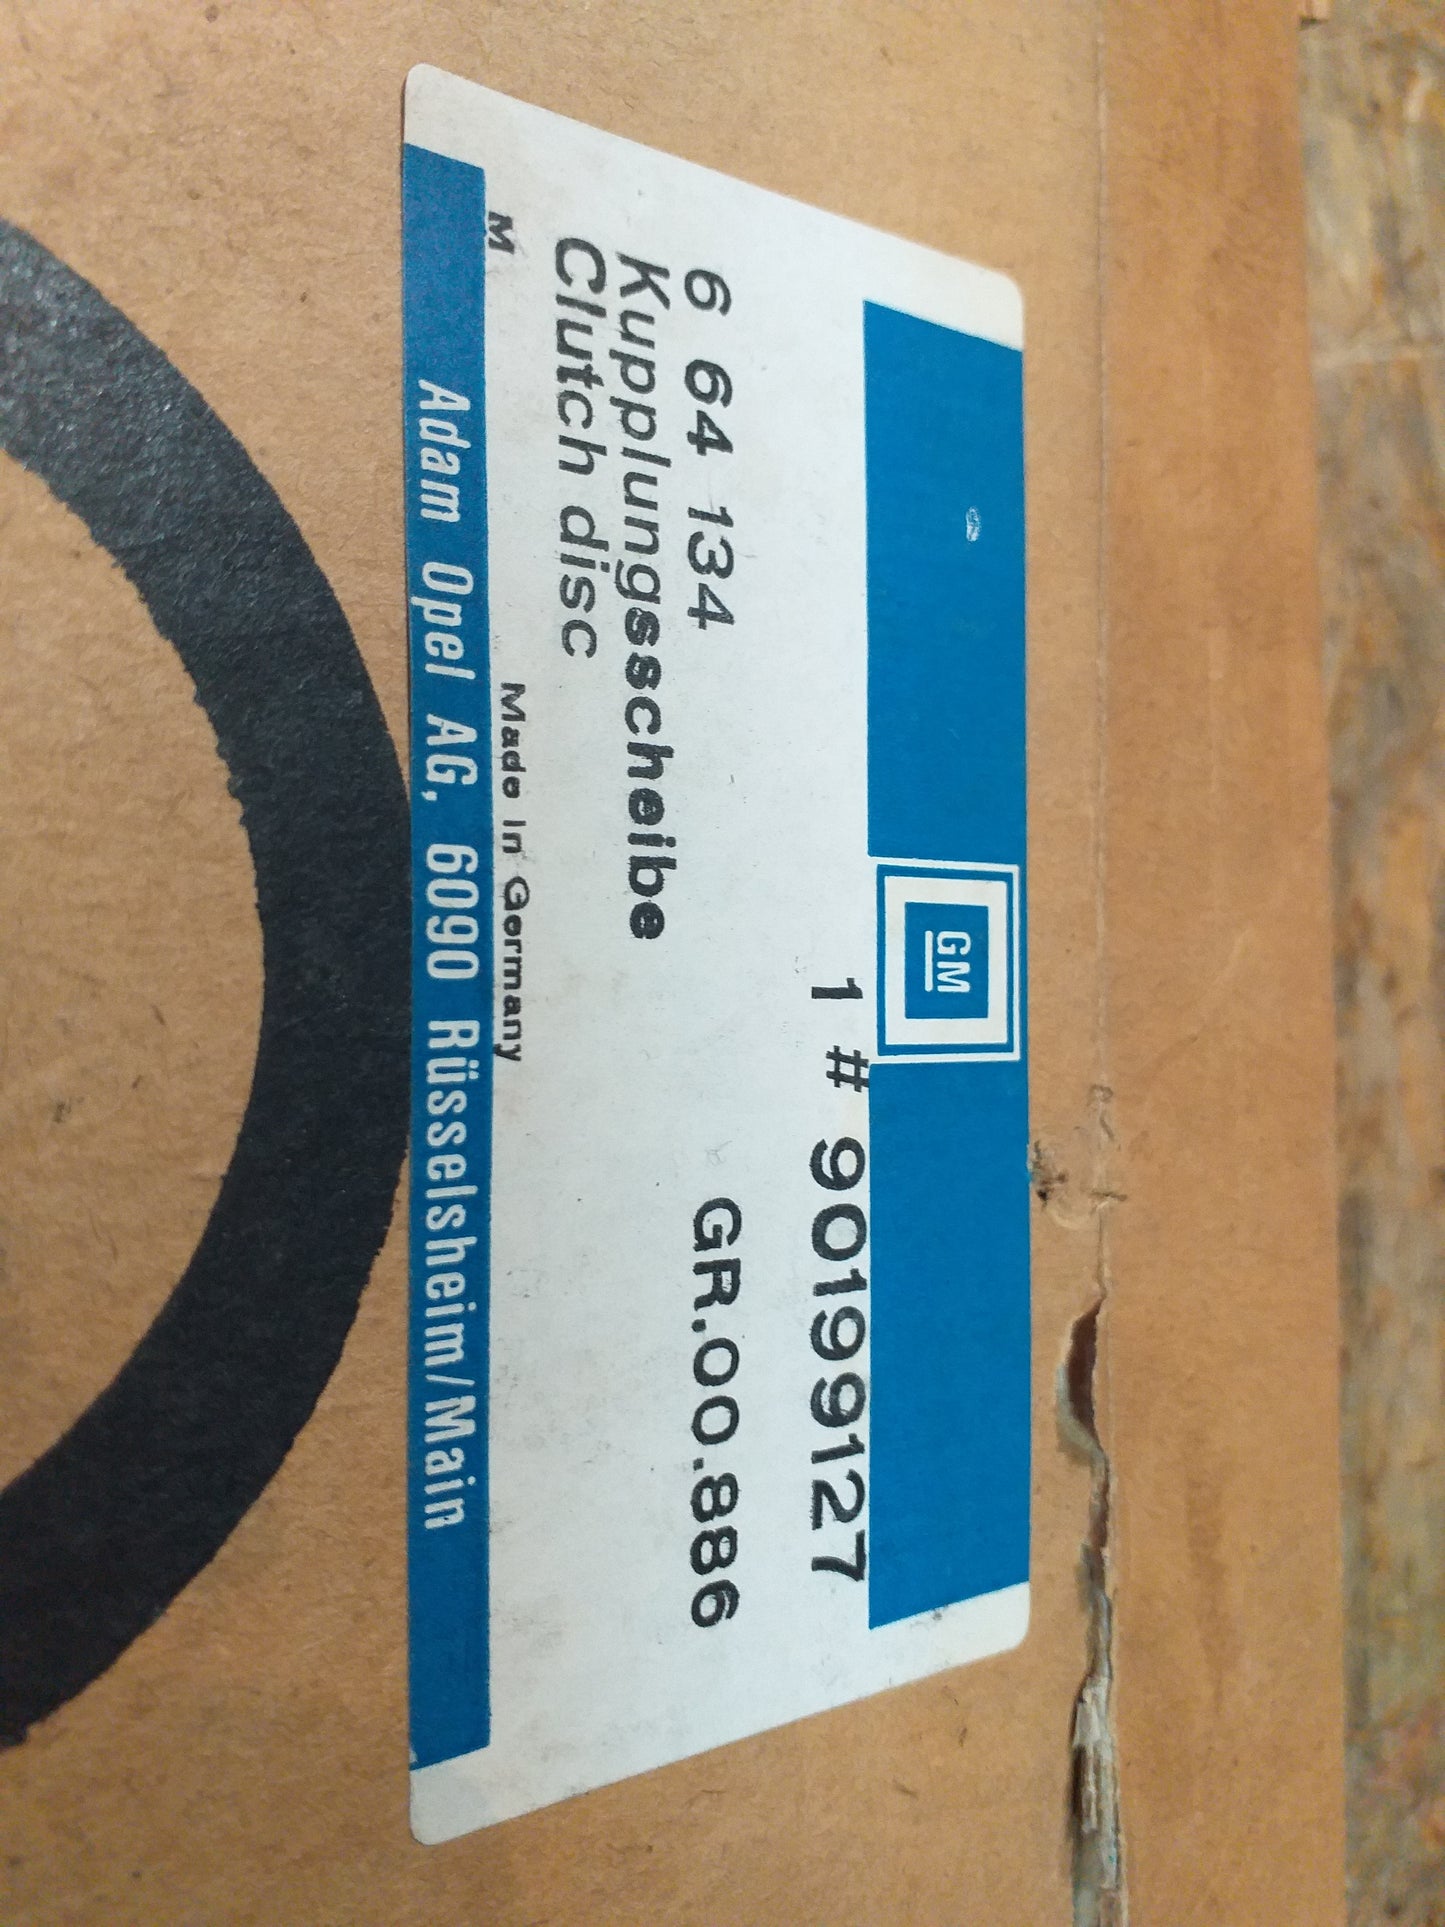 GM
1 # 90199127
6 64 134 GR.00.886
Kupplungsscheibe
Clutch disc
M Made In Germany
Adam Opel AG, 6090 Rüsselsheim/Main